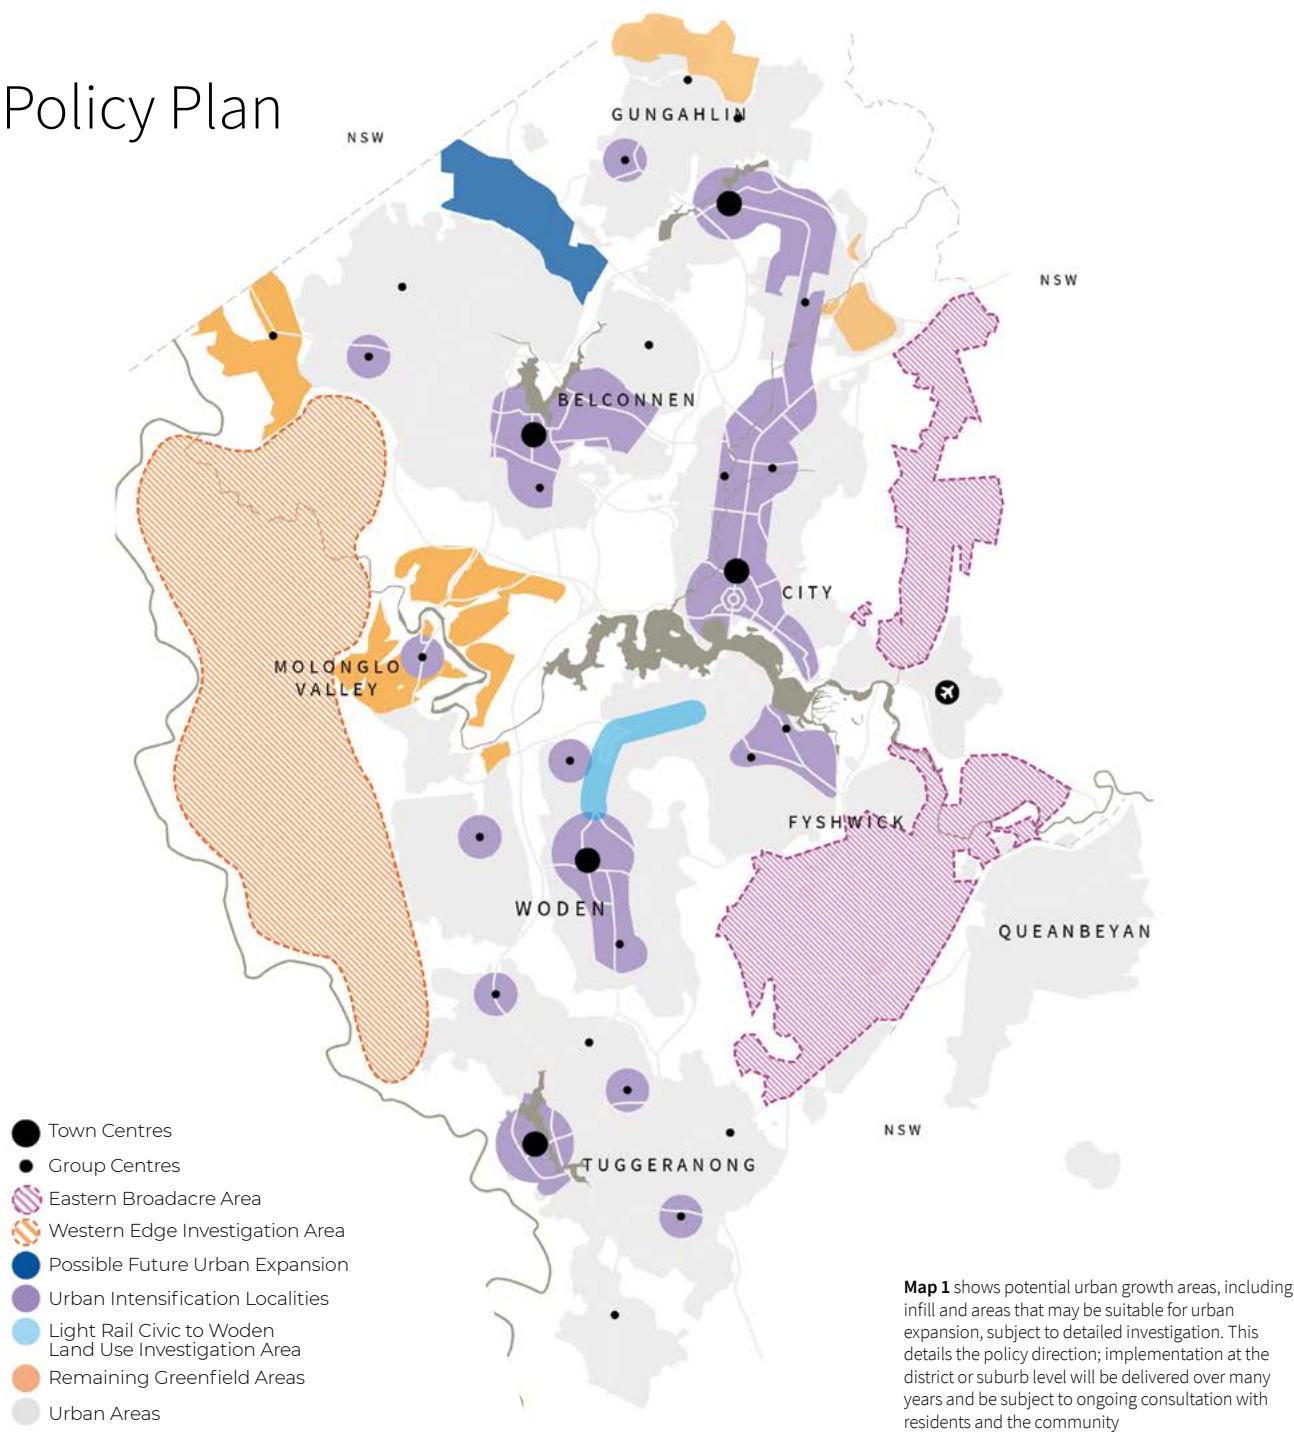 Policy Plan
NSW
GUNGAHLIN
NSW
BELCONNEN
CITY
MOLONGLO
VALLEY
FYSHWICK
WODEN
QUEANBEYAN
NSW
TUGGERANONG
Town Centres
Group Centres
Eastern Broadacre Area
Western Edge Investigation Area
Possible Future Urban Expansion
Urban Intensification Localities
Light Rail Civic to Woden
Land Use Investigation Area
Remaining Greenfield Areas
Urban Areas
Map 1 shows potential urban growth areas, including
infill and areas that may be suitable for urban
expansion, subject to detailed investigation. This
details the policy direction; implementation at the
district or suburb level will be delivered over many
years and be subject to ongoing consultation with
residents and the community